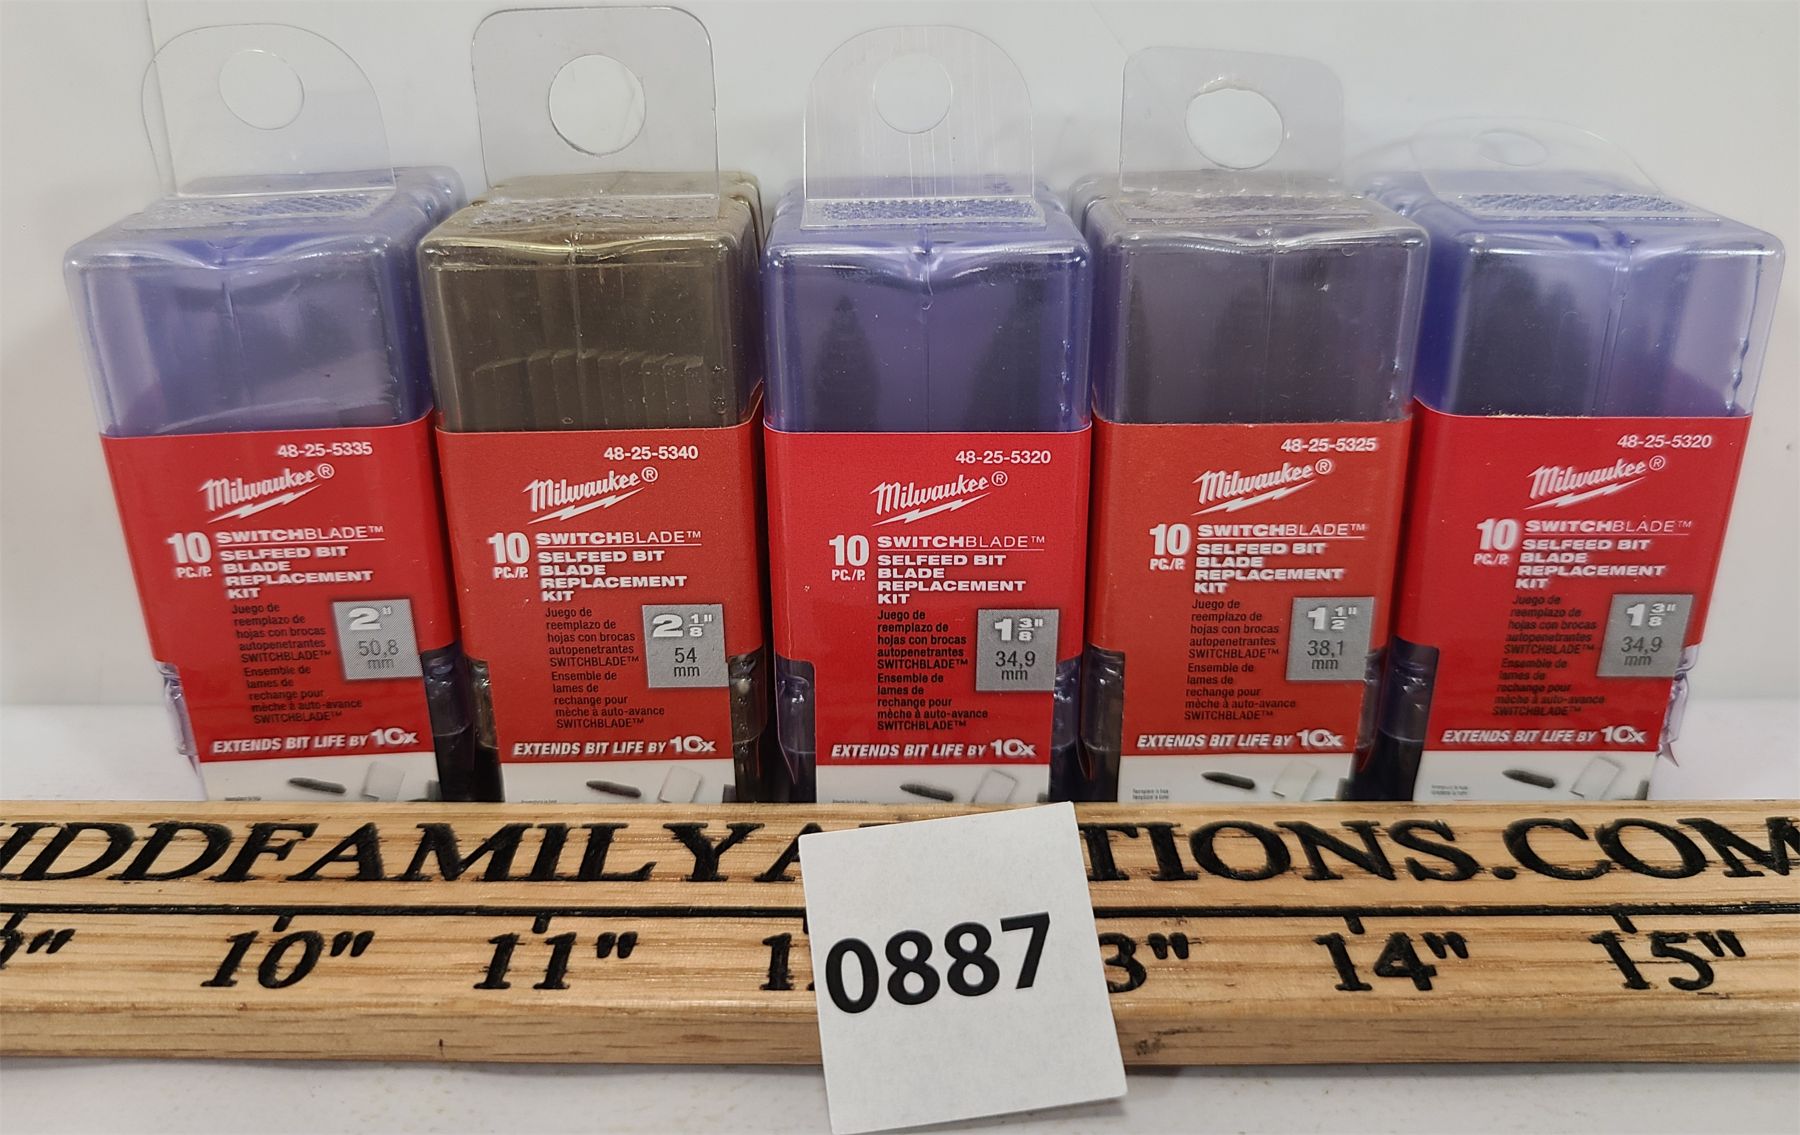 48-25-5335
Milwaukee®
10 PC./P.
SWITCHBLADE™
SELFEED BIT
BLADE
REPLACEMENT
KIT
Juego de
reemplazo de
hojas con brocas
autopenetrantes
SWITCHBLADE™
Ensemble de
lames de
rechange pour
mèche à auto-avance
SWITCHBLADE™
2"
50,8
mm
EXTENDS BIT LIFE BY 10x
48-25-5340
Milwaukee®
10 PC./P.
SWITCHBLADE™
SELFEED BIT
BLADE
REPLACEMENT
KIT
Juego de
reemplazo de
hojas con brocas
autopenetrantes
SWITCHBLADE™
Ensemble de
lames de
rechange pour
mèche à auto-avance
SWITCHBLADE™
2 1/8"
54
mm
EXTENDS BIT LIFE BY 10x
48-25-5320
Milwaukee®
10 PC./P.
SWITCHBLADE™
SELFEED BIT
BLADE
REPLACEMENT
KIT
Juego de
reemplazo de
hojas con brocas
autopenetrantes
SWITCHBLADE™
Ensemble de
lames de
rechange pour
mèche à auto-avance
SWITCHBLADE™
1 3/8"
34,9
mm
EXTENDS BIT LIFE BY 10x
48-25-5325
Milwaukee®
10 PC./P.
SWITCHBLADE™
SELFEED BIT
BLADE
REPLACEMENT
KIT
Juego de
reemplazo de
hojas con brocas
autopenetrantes
SWITCHBLADE™
Ensemble de
lames de
rechange pour
mèche à auto-avance
SWITCHBLADE™
1 1/2"
38,1
mm
EXTENDS BIT LIFE BY 10x
48-25-5320
Milwaukee®
10 PC./P.
SWITCHBLADE™
SELFEED BIT
BLADE
REPLACEMENT
KIT
Juego de
reemplazo de
hojas con brocas
autopenetrantes
SWITCHBLADE™
Ensemble de
lames de
rechange pour
mèche à auto-avance
SWITCHBLADE™
1 3/8"
34,9
mm
EXTENDS BIT LIFE BY 10x
IDDFAMILYA TIONS.COM
10" 11" 1 3" 14" 15"
0887